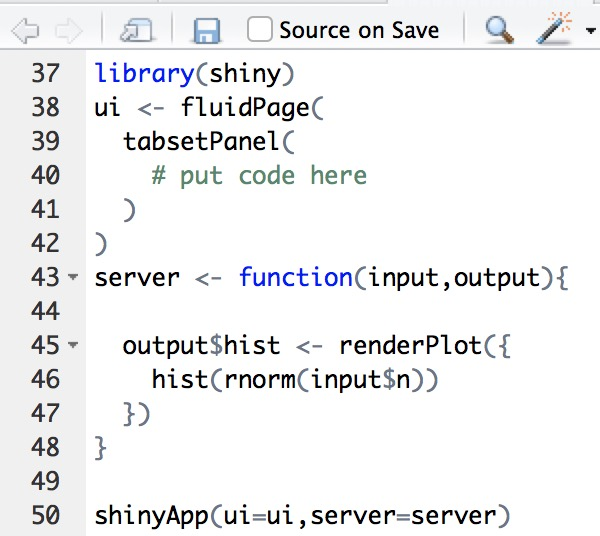 Source on Save
37 library(shiny)
38 ui <- fluidPage(
39   tabsetPanel(
40     # put code here
41   )
42 )
43 server <- function(input,output){
44
45   output$hist <- renderPlot({
46     hist(rnorm(input$n))
47   })
48 }
49
50 shinyApp(ui=ui,server=server)